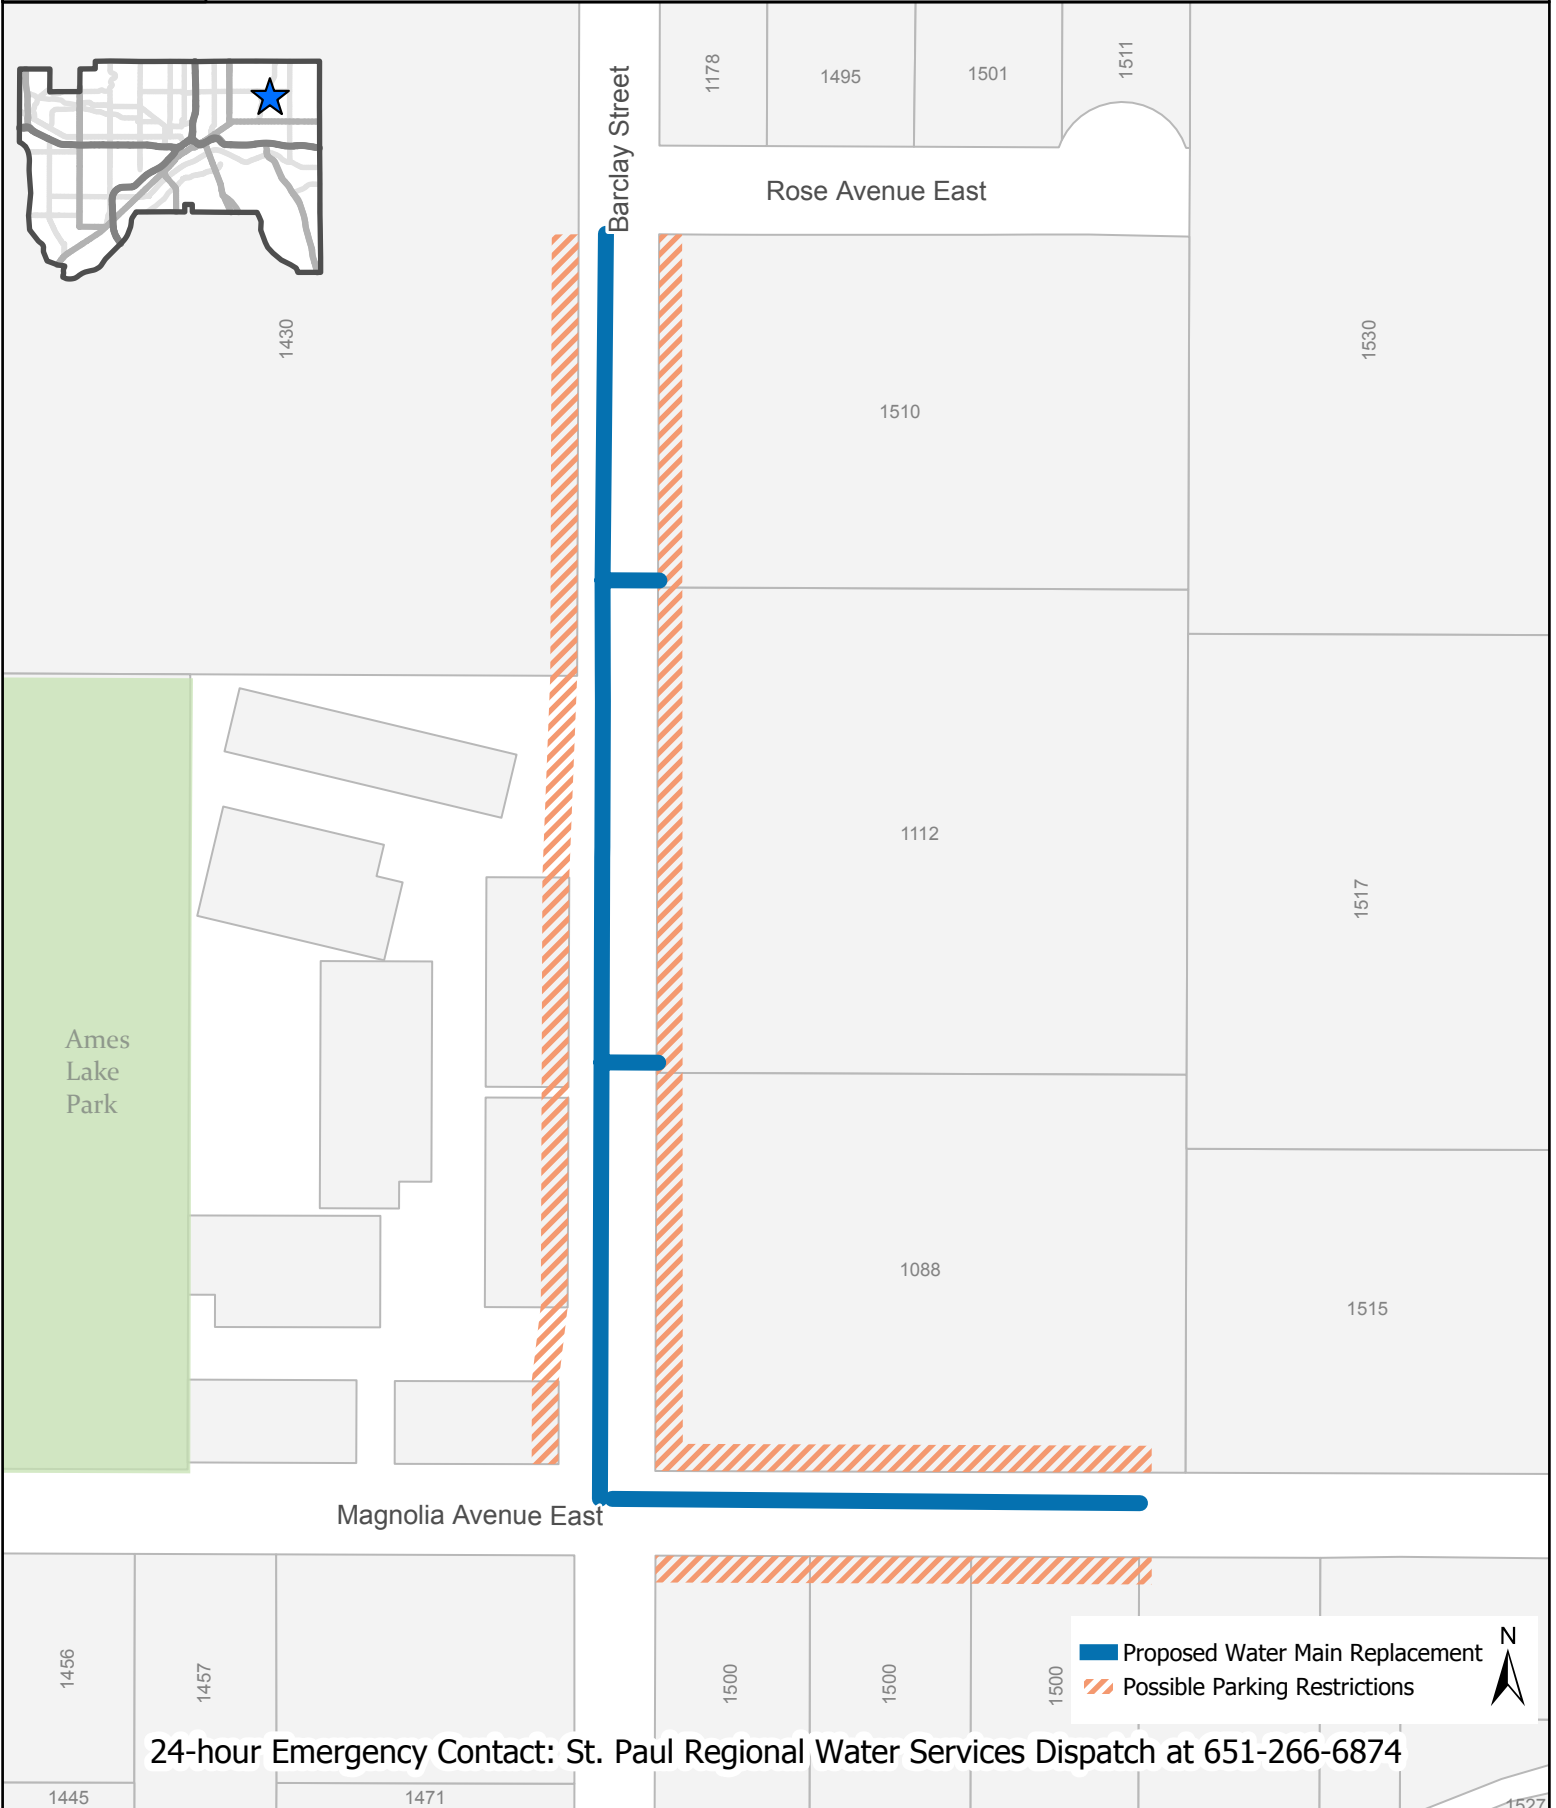 1178
1495
1501
1511
Barclay Street
Rose Avenue East
1430
1530
1510
1112
1517
Ames
Lake
Park
1088
1515
Magnolia Avenue East
1456
1457
1500
1500
1500
N
Proposed Water Main Replacement
Possible Parking Restrictions
24-hour Emergency Contact: St. Paul Regional Water Services Dispatch at 651-266-6874
1445
1471
1527